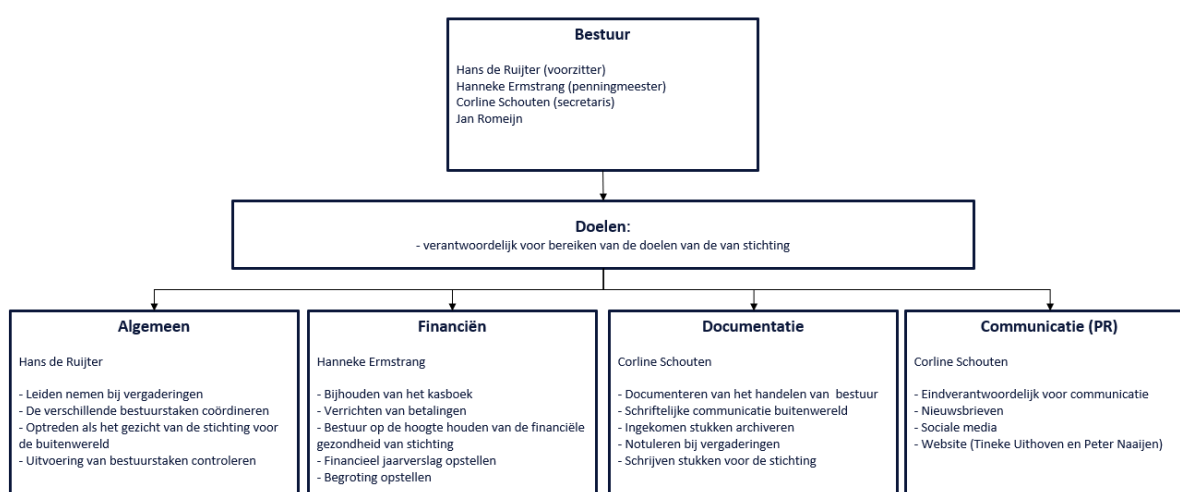 Bestuur
Hans de Ruijter (voorzitter)
Hanneke Ermstrang (penningmeester)
Corline Schouten (secretaris)
Jan Romeijn
Doelen:
- verantwoordelijk voor bereiken van de doelen van de van stichting
Algemeen
Hans de Ruijter
- Leiden nemen bij vergaderingen
- De verschillende bestuurstaken coördineren
- Optreden als het gezicht van de stichting voor
de buitenwereld
- Uitvoering van bestuurstaken controleren
Financiën
Hanneke Ermstrang
- Bijhouden van het kasboek
- Verrichten van betalingen
- Bestuur op de hoogte houden van de financiële
gezondheid van stichting
- Financieel jaarverslag opstellen
- Begroting opstellen
Documentatie
Corline Schouten
- Documenteren van het handelen van  bestuur
- Schriftelijke communicatie buitenwereld
- Ingekomen stukken archiveren
- Notuleren bij vergaderingen
- Schrijven stukken voor de stichting
Communicatie (PR)
Corline Schouten
- Eindverantwoordelijk voor communicatie
- Nieuwsbrieven
- Sociale media
- Website (Tineke Uithoven en Peter Naaijen)